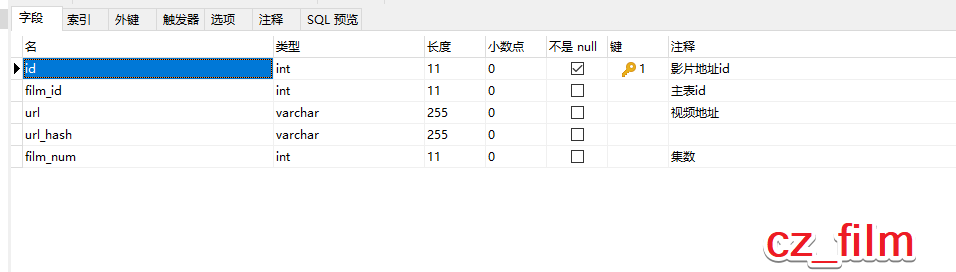 字段 索引 外键 触发器 选项 注释 SQL 预览
名 类型 长度 小数点 不是 null 键 注释
id int 11 0 1 影片地址id
film_id int 11 0 主表id
url varchar 255 0 视频地址
url_hash varchar 255 0
film_num int 11 0 集数
cz_film